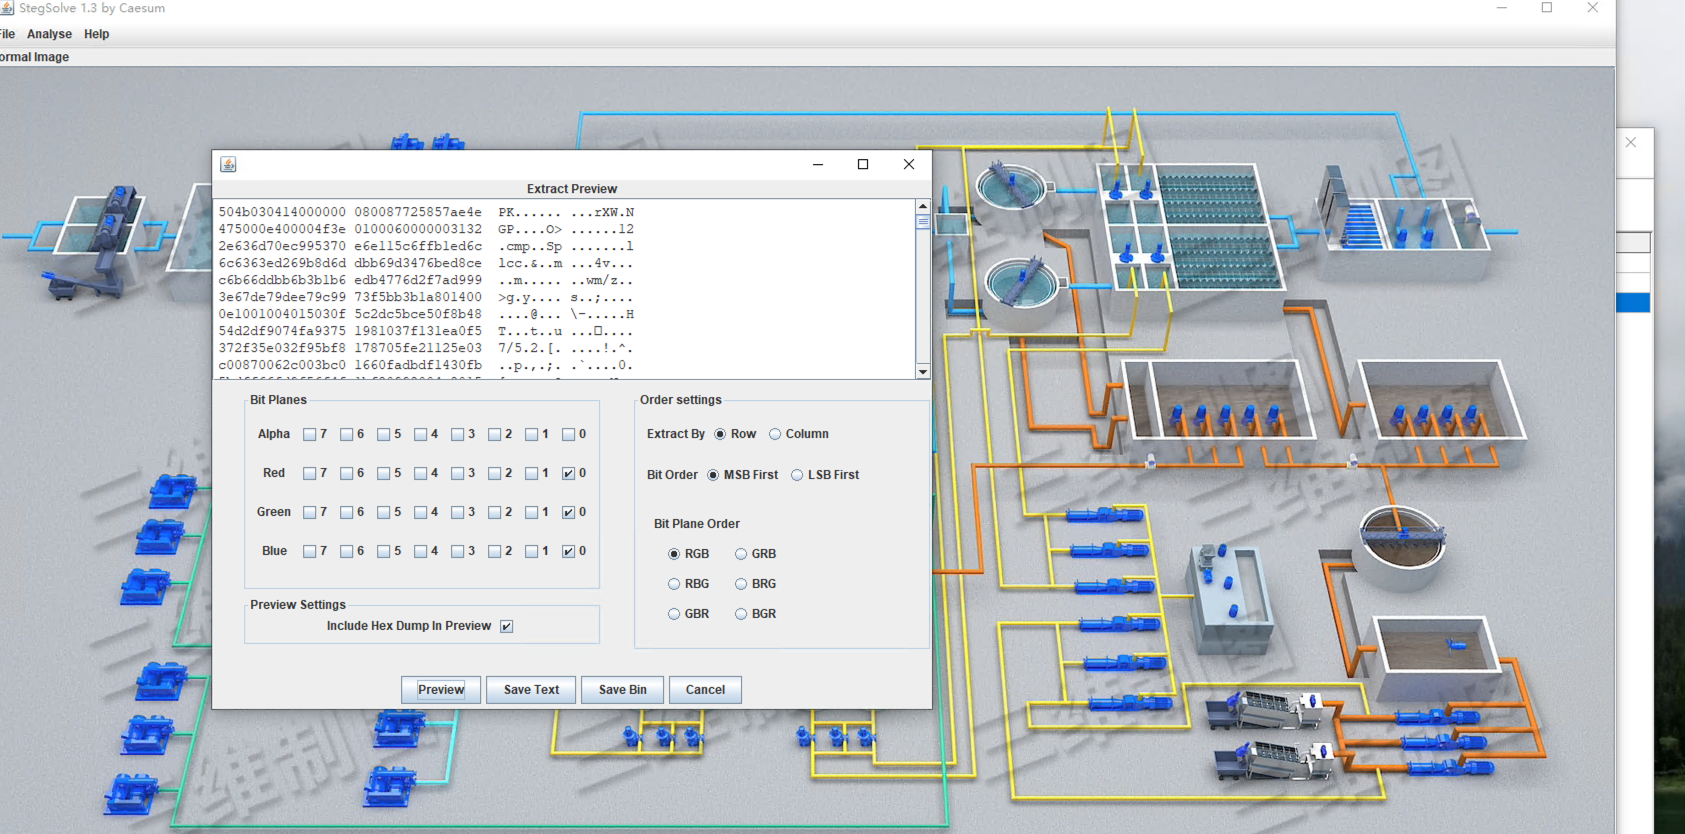 StegSolve 1.3 by Caesum
File Analyse Help
ormal Image
Extract Preview
504b030414000000 080087725857ae4e PK...... ...rXW.N
475000e400004f3e 0100060000003132 GP....O> ......12
2e636d70ec995370 e6e115c6ffb1ed6c .cmp..Sp .......l
6c6363ed269b8d6d dbb69d3476bed8ce lcc.&..m ...4v...
c6b66ddbb6b3b1b6 edb4776d2f7ad999 ..m..... ..wm/z..
3e67de79dee79c99 73f5bb3b1a801400 >g.y.... s..;....
0e1001004015030f 5c2dc5bce50f8b48 ....@... \-.....H
54d2df9074fa9375 1981037f131ea0f5 T...t..u ...□....
372f35e032f95bf8 178705fe21125e03 7/5.2.[. ....!.^.
c00870062c003bc0 1660fadbdf1430fb ..p.,.;. .`....0.
Bit Planes
Alpha 7 6 5 4 3 2 1 0
Red 7 6 5 4 3 2 1 0
Green 7 6 5 4 3 2 1 0
Blue 7 6 5 4 3 2 1 0
Preview Settings
Include Hex Dump In Preview
Order settings
Extract By Row Column
Bit Order MSB First LSB First
Bit Plane Order
RGB GRB
RBG BRG
GBR BGR
Preview Save Text Save Bin Cancel
三维制图